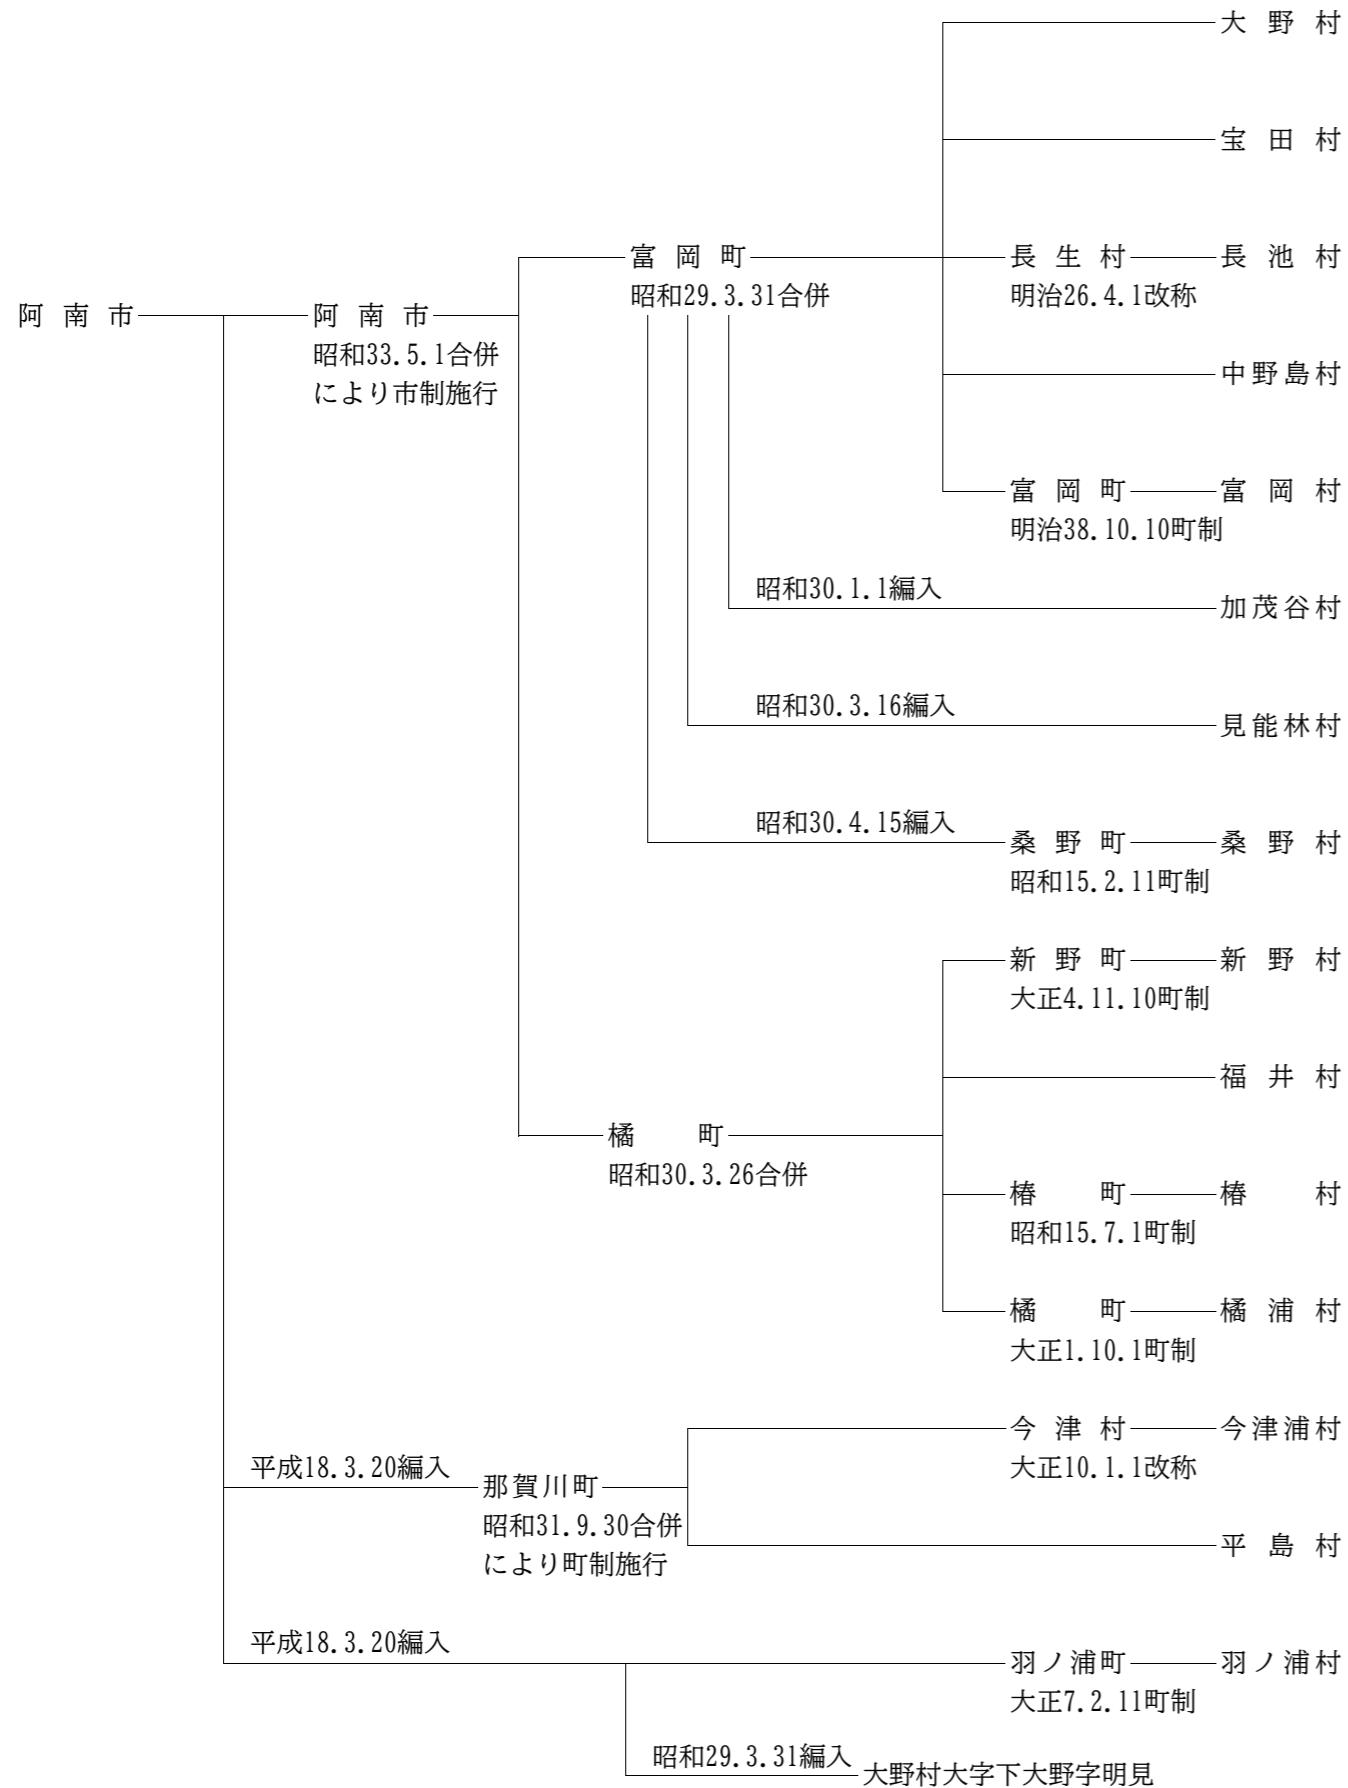 大野村
宝田村
富岡町
長生村
長池村
昭和29.3.31合併
明治26.4.1改称
阿南市
阿南市
昭和33.5.1合併
により市制施行
中野島村
富岡町
富岡村
明治38.10.10町制
昭和30.1.1編入
加茂谷村
昭和30.3.16編入
見能林村
昭和30.4.15編入
桑野町
桑野村
昭和15.2.11町制
新野町
新野村
大正4.11.10町制
福井村
橘町
昭和30.3.26合併
椿町
椿村
昭和15.7.1町制
橘町
橘浦村
大正1.10.1町制
今津村
今津浦村
大正10.1.1改称
平成18.3.20編入
那賀川町
昭和31.9.30合併
により町制施行
平島村
平成18.3.20編入
羽ノ浦町
羽ノ浦村
大正7.2.11町制
昭和29.3.31編入
大野村大字下大野字明見